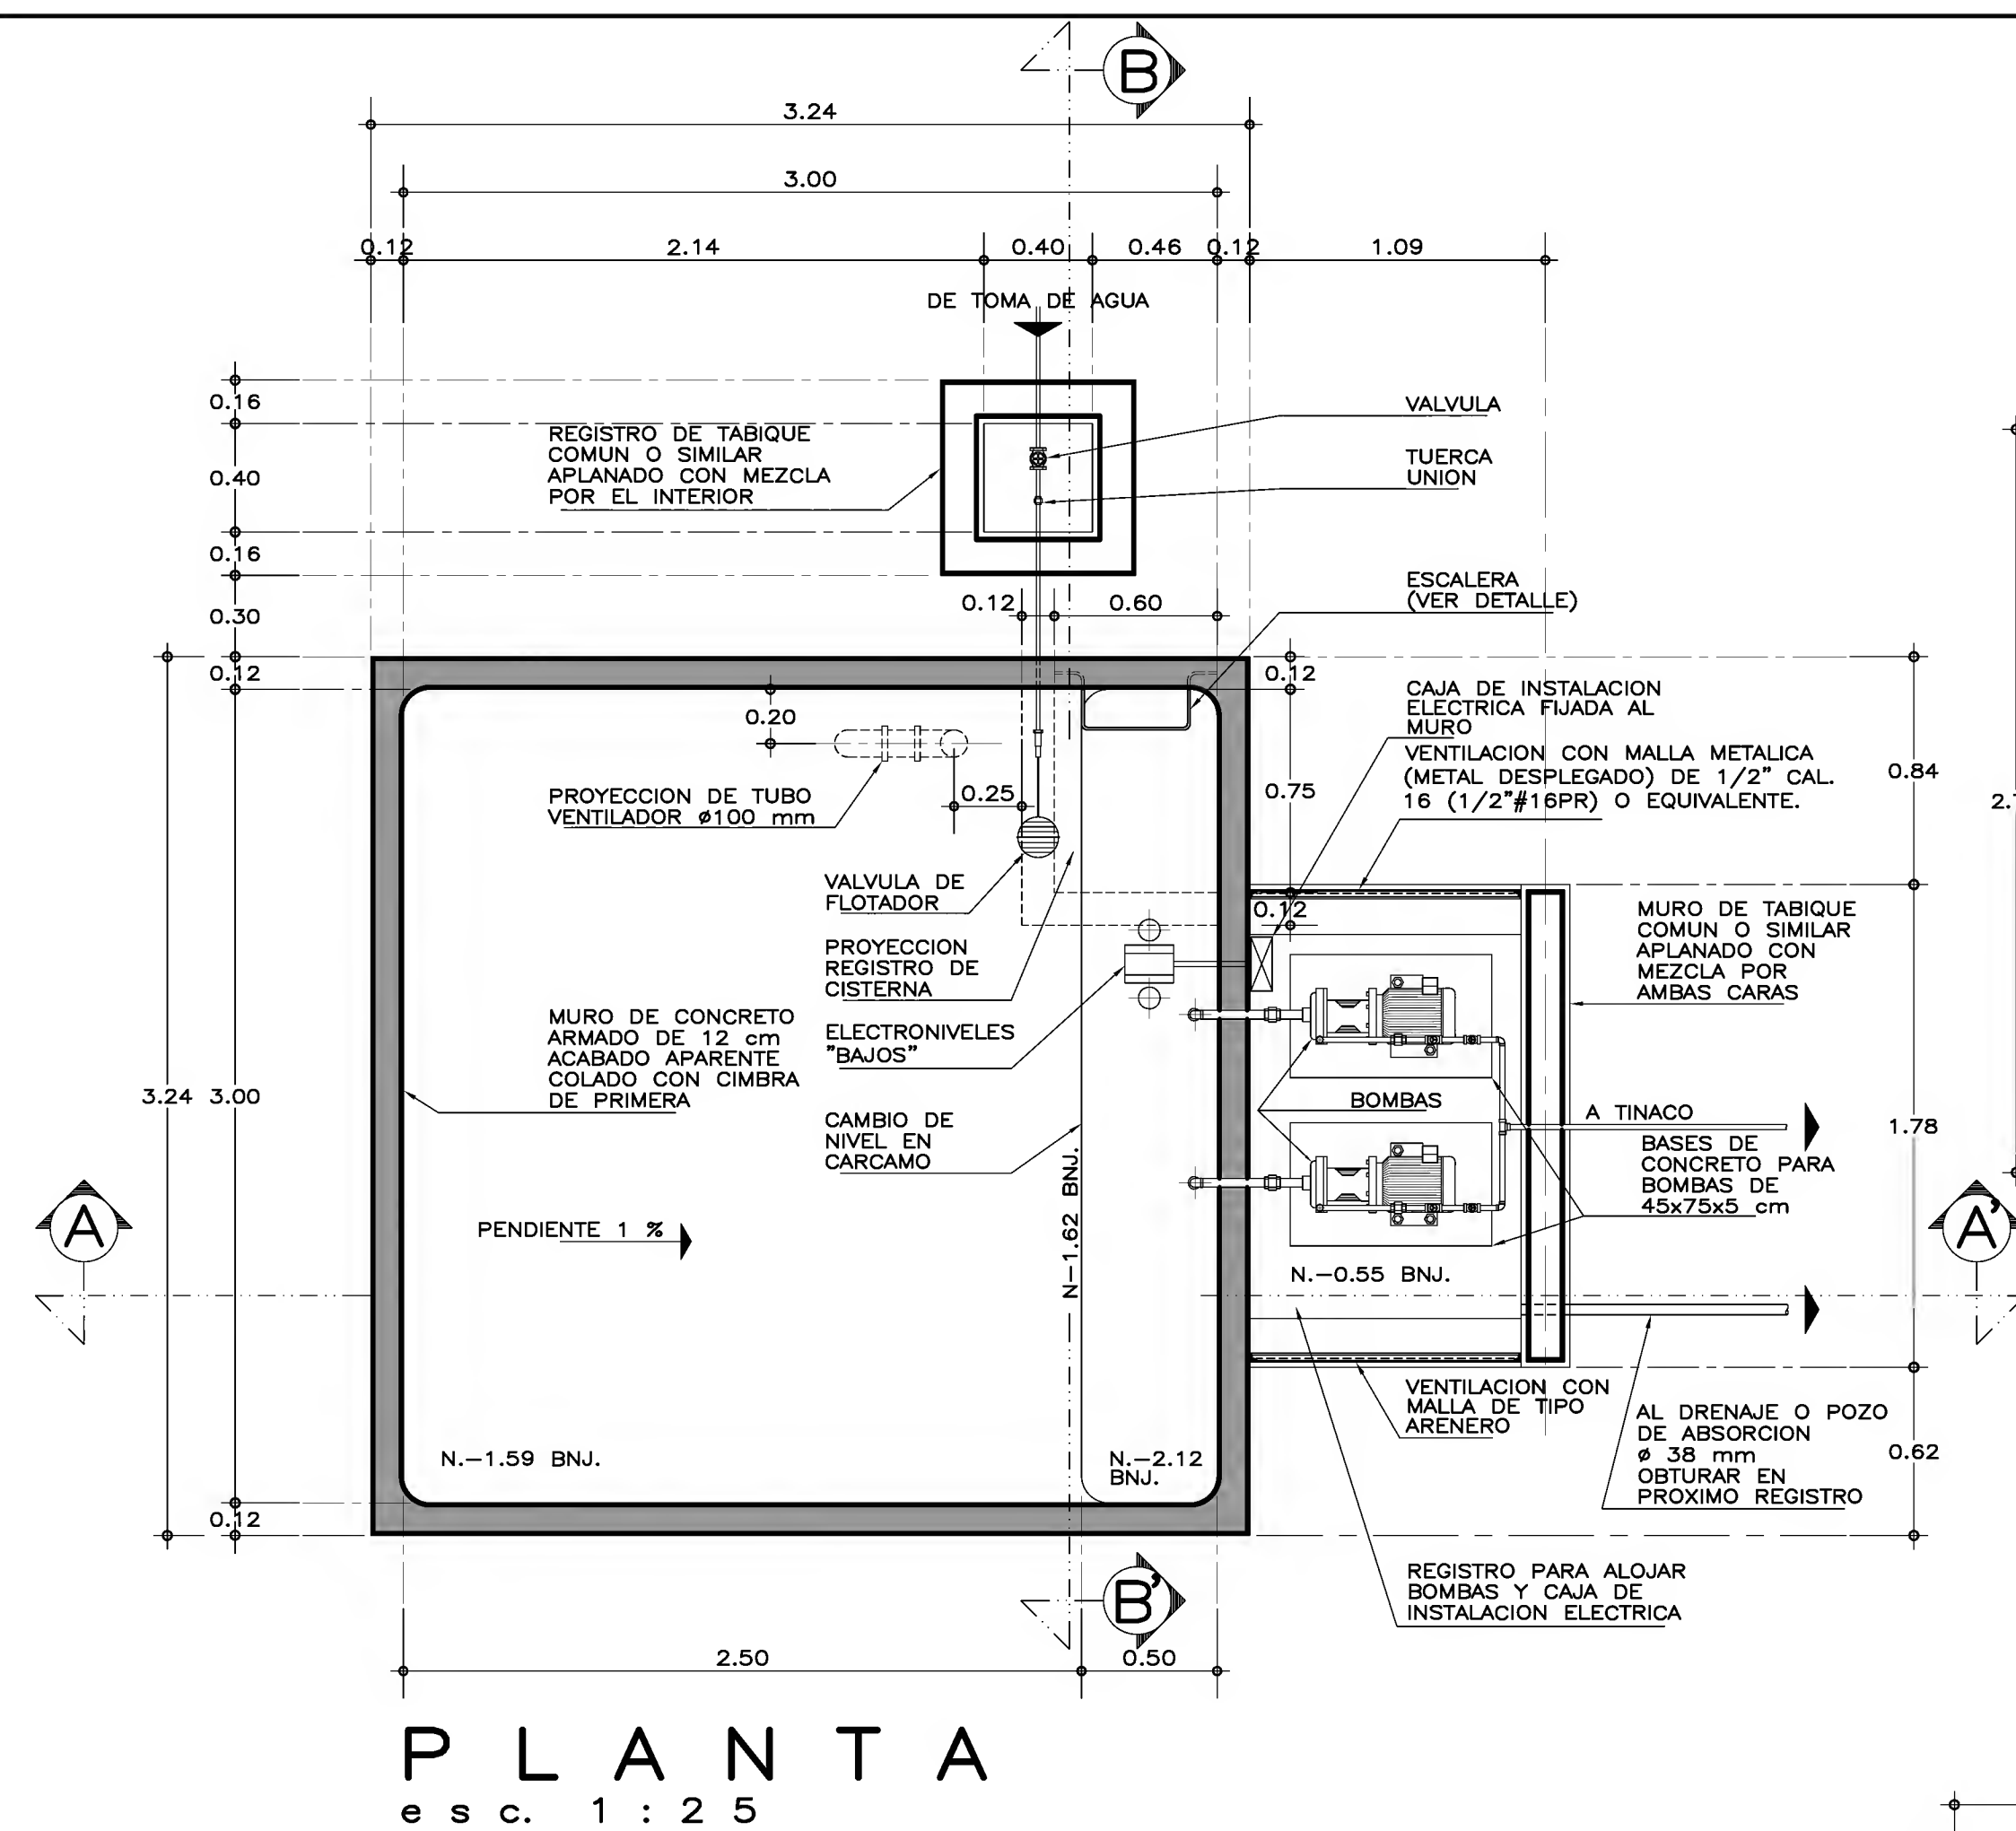 B
3.24
3.00
0.12 2.14 0.40 0.46 0.12 1.09
DE TOMA DE AGUA
0.16
0.40
0.16
0.30
0.12
REGISTRO DE TABIQUE
COMUN O SIMILAR
APLANADO CON MEZCLA
POR EL INTERIOR
VALVULA
TUERCA
UNION
ESCALERA
(VER DETALLE)
0.12 0.60
0.12
0.20
0.75
0.25
0.12
CAJA DE INSTALACION
ELECTRICA FIJADA AL
MURO
VENTILACION CON MALLA METALICA
(METAL DESPLEGADO) DE 1/2" CAL.
16 (1/2"#16PR) O EQUIVALENTE.
0.84
PROYECCION DE TUBO
VENTILADOR ø100 mm
VALVULA DE
FLOTADOR
PROYECCION
REGISTRO DE
CISTERNA
MURO DE TABIQUE
COMUN O SIMILAR
APLANADO CON
MEZCLA POR
AMBAS CARAS
MURO DE CONCRETO
ARMADO DE 12 cm
ACABADO APARENTE
COLADO CON CIMBRA
DE PRIMERA
ELECTRONIVELES
"BAJOS"
3.24 3.00
BOMBAS
A TINACO
1.78
CAMBIO DE
NIVEL EN
CARCAMO
BASES DE
CONCRETO PARA
BOMBAS DE
45x75x5 cm
N-1.62 BNJ.
A
PENDIENTE 1 %
A'
N.-0.55 BNJ.
VENTILACION CON
MALLA DE TIPO
ARENERO
AL DRENAJE O POZO
DE ABSORCION
ø 38 mm
OBTURAR EN
PROXIMO REGISTRO
0.62
N.-1.59 BNJ.
N.-2.12
BNJ.
0.12
REGISTRO PARA ALOJAR
BOMBAS Y CAJA DE
INSTALACION ELECTRICA
B'
2.50 0.50
PLANTA
esc. 1:25